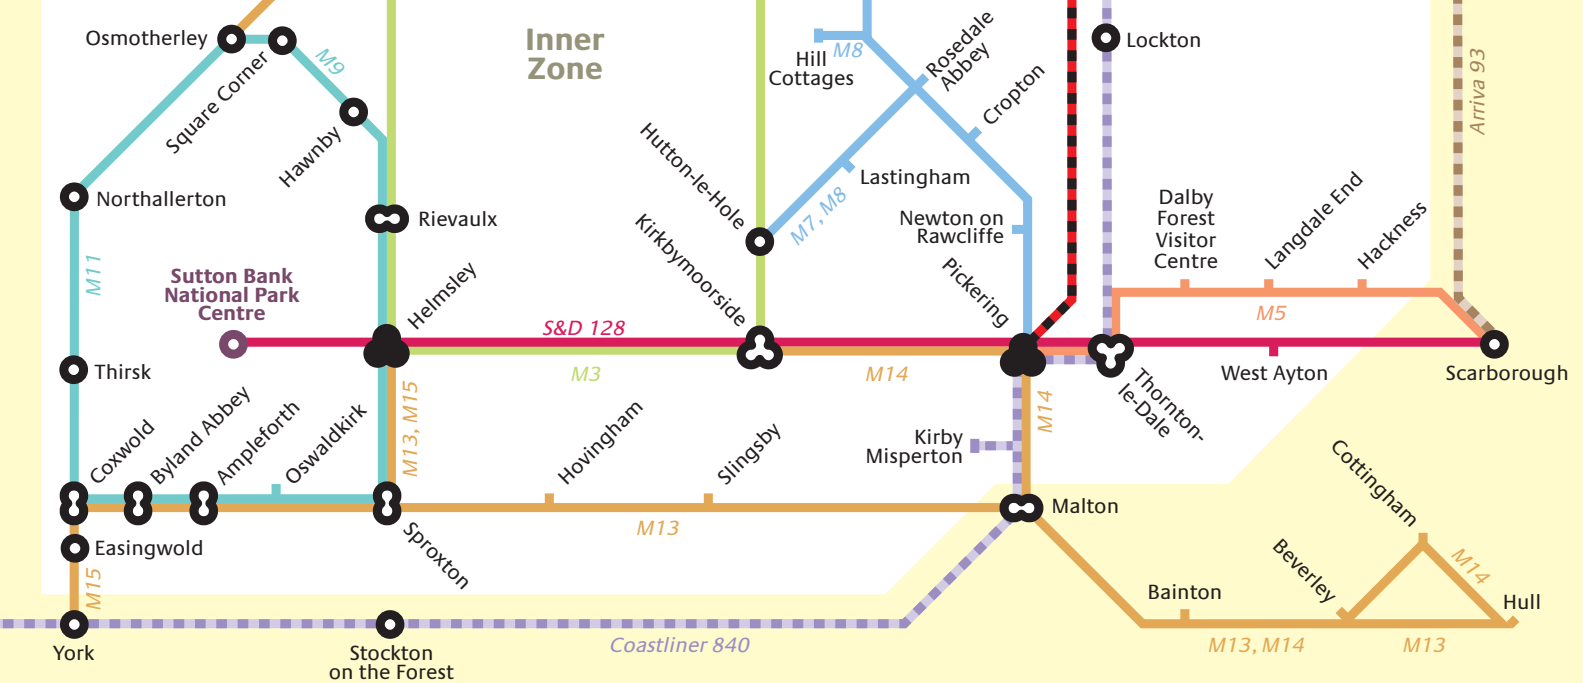 Osmotherley
Square Corner
M9
Inner
Zone
Hill
Cottages
M8
Rosedale
Abbey
Cropton
Lockton
Arriva 93
Hawnby
Northallerton
Rievaulx
Hutton-le-Hole
Lastingham
M7, M8
Newton on
Rawcliffe
Dalby
Forest
Visitor
Centre
Langdale End
Hackness
M11
Sutton Bank
National Park
Centre
Helmsley
Kirkbymoorside
Pickering
S&D 128
M5
M3
M14
Thirsk
West Ayton
Scarborough
Thornton-
le-Dale
Coxwold
Byland Abbey
Ampleforth
Oswaldkirk
M13, M15
Hovingham
Slingsby
Kirby
Misperton
M14
Cottingham
Malton
M13
Sproxton
Easingwold
M15
Beverley
M14
Bainton
Hull
York
Stockton
on the Forest
Coastliner 840
M13, M14
M13